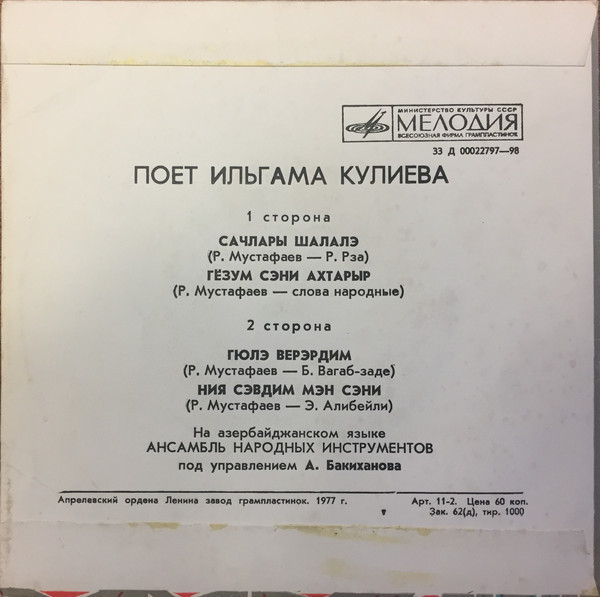 МИНИСТЕРСТВО КУЛЬТУРЫ СССР
МЕЛОДИЯ
ВСЕСОЮЗНАЯ ФИРМА ГРАМПЛАСТИНОК
33 Д 00022797—98
ПОЕТ ИЛЬГАМА КУЛИЕВА
1 сторона
САЧЛАРЫ ШАЛАЛЭ
(Р. Мустафаев — Р. Рза)
ГЁЗУМ СЭНИ АХТАРЫР
(Р. Мустафаев — слова народные)
2 сторона
ГЮЛЭ ВЕРЭРДИМ
(Р. Мустафаев — Б. Вагаб-заде)
НИЯ СЭВДИМ МЭН СЭНИ
(Р. Мустафаев — Э. Алибейли)
На азербайджанском языке
АНСАМБЛЬ НАРОДНЫХ ИНСТРУМЕНТОВ
под управлением А. Бакиханова
Апрелевский ордена Ленина завод грампластинок. 1977 г.
Арт. 11-2. Цена 60 коп.
Зак. 62(д), тир. 1000